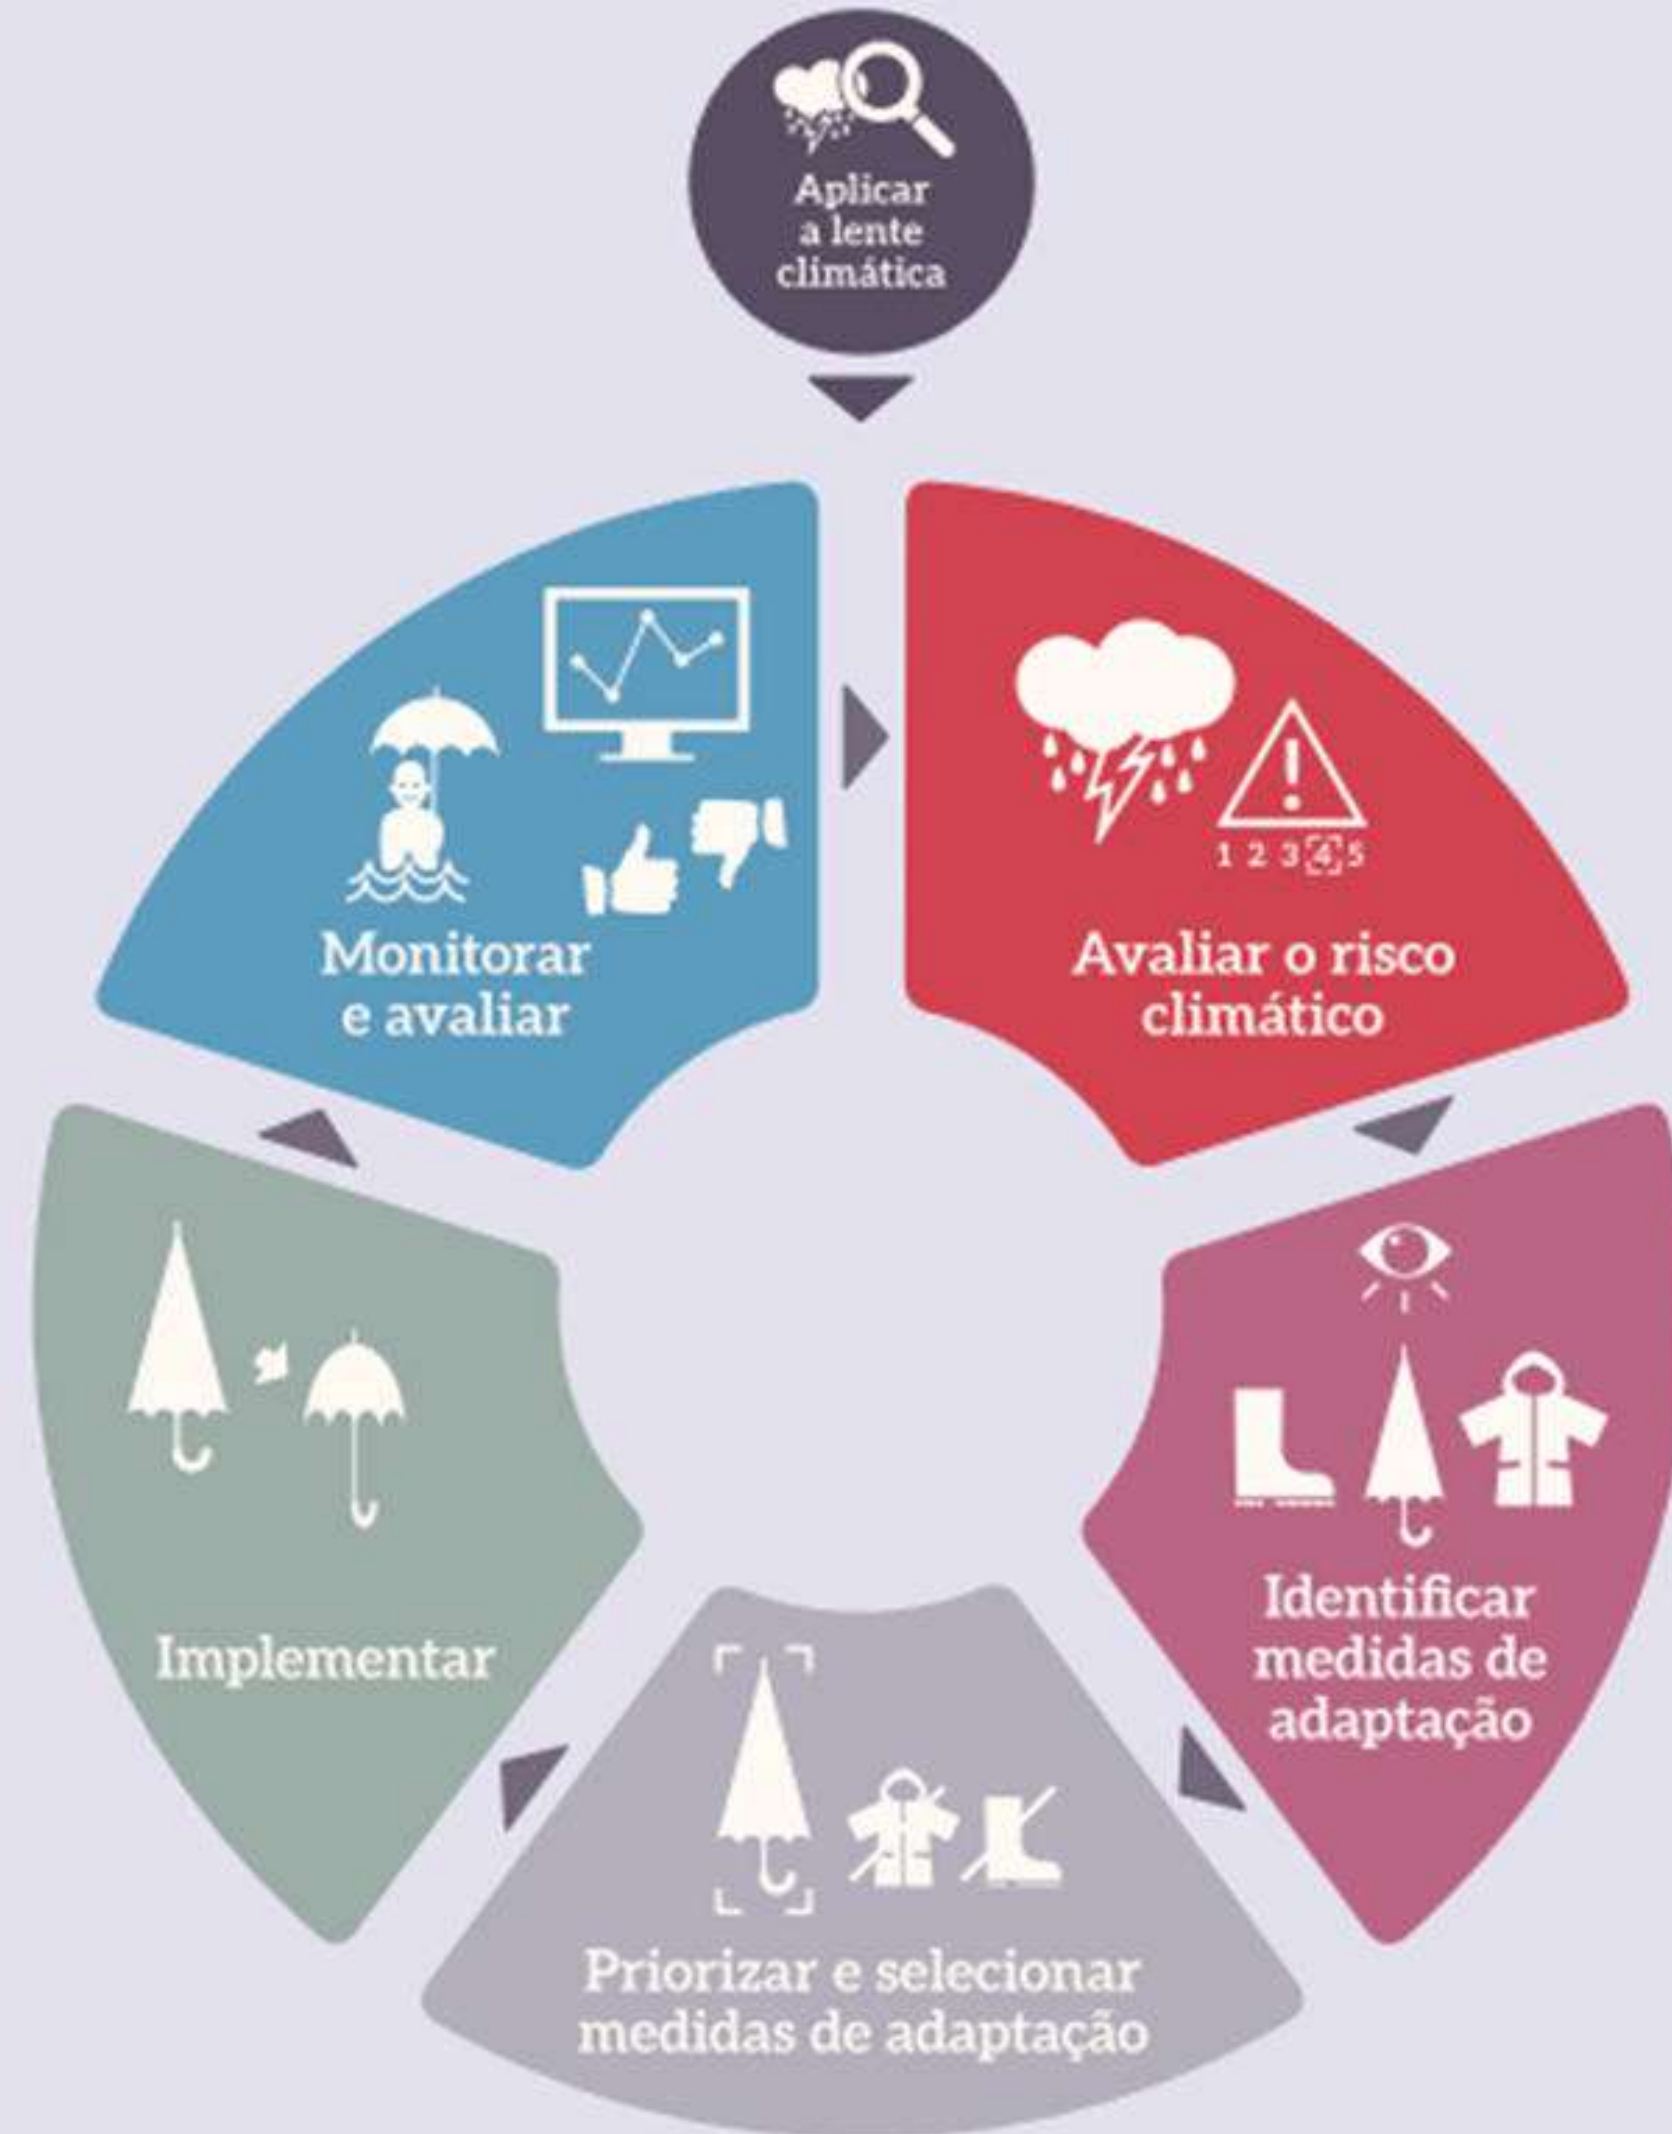 Aplicar
a lente
climática
Monitorar
e avaliar
1 2 3 4 5
Avaliar o risco
climático
Identificar
medidas de
adaptação
Implementar
Priorizar e selecionar
medidas de adaptação